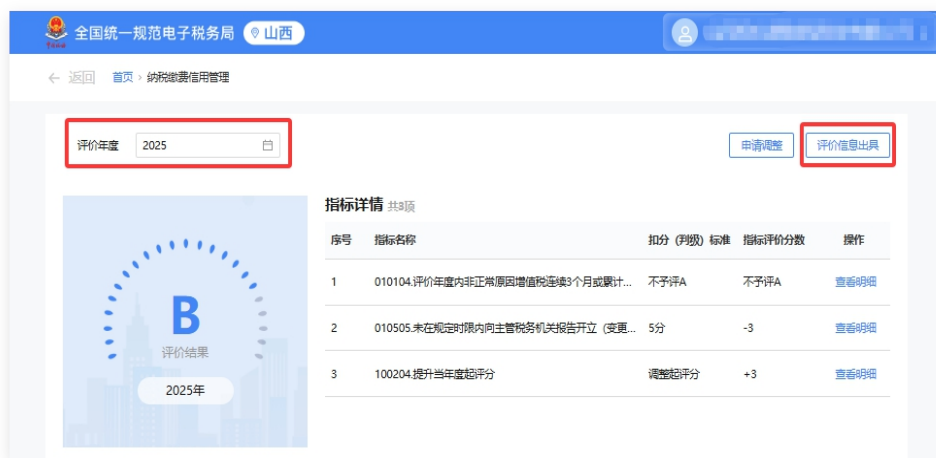 全国统一规范电子税务局 山西
返回 首页 › 纳税缴费信用管理
评价年度 2025 申请调整 评价信息出具
指标详情 共3项
序号 指标名称 扣分（判级）标准 指标评价分数 操作
1 010104.评价年度内非正常原因增值税连续3个月或累计... 不予评A 不予评A 查看明细
2 010505.未在规定时限内向主管税务机关报告开立（变更... 5分 -3 查看明细
3 100204.提升当年度起评分 调整起评分 +3 查看明细
B
评价结果
2025年